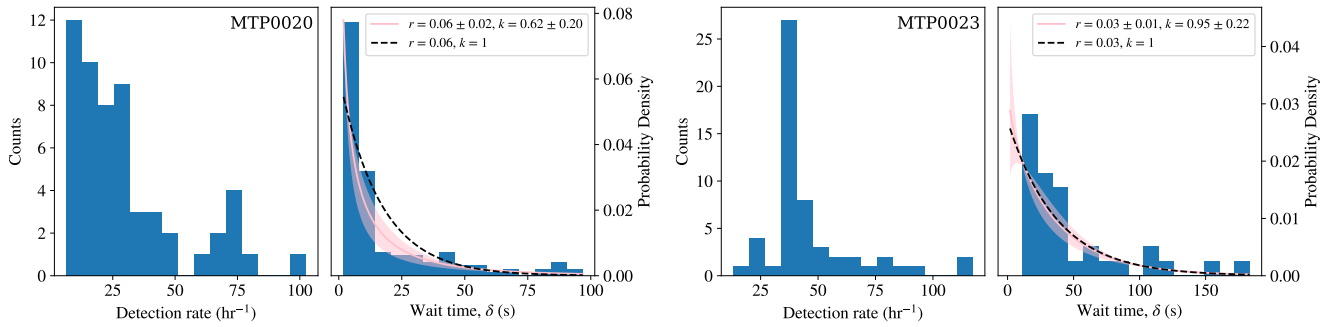 MTP0020
12
10
8
6
4
2
0
Counts
25
50
75
100
Detection rate (hr⁻¹)
r = 0.06 ± 0.02, k = 0.62 ± 0.20
r = 0.06, k = 1
0.08
0.06
0.04
0.02
0.00
Probability Density
0
25
50
75
100
Wait time, δ (s)
MTP0023
25
20
15
10
5
0
Counts
25
50
75
100
Detection rate (hr⁻¹)
r = 0.03 ± 0.01, k = 0.95 ± 0.22
r = 0.03, k = 1
0.04
0.03
0.02
0.01
0.00
Probability Density
0
50
100
150
Wait time, δ (s)